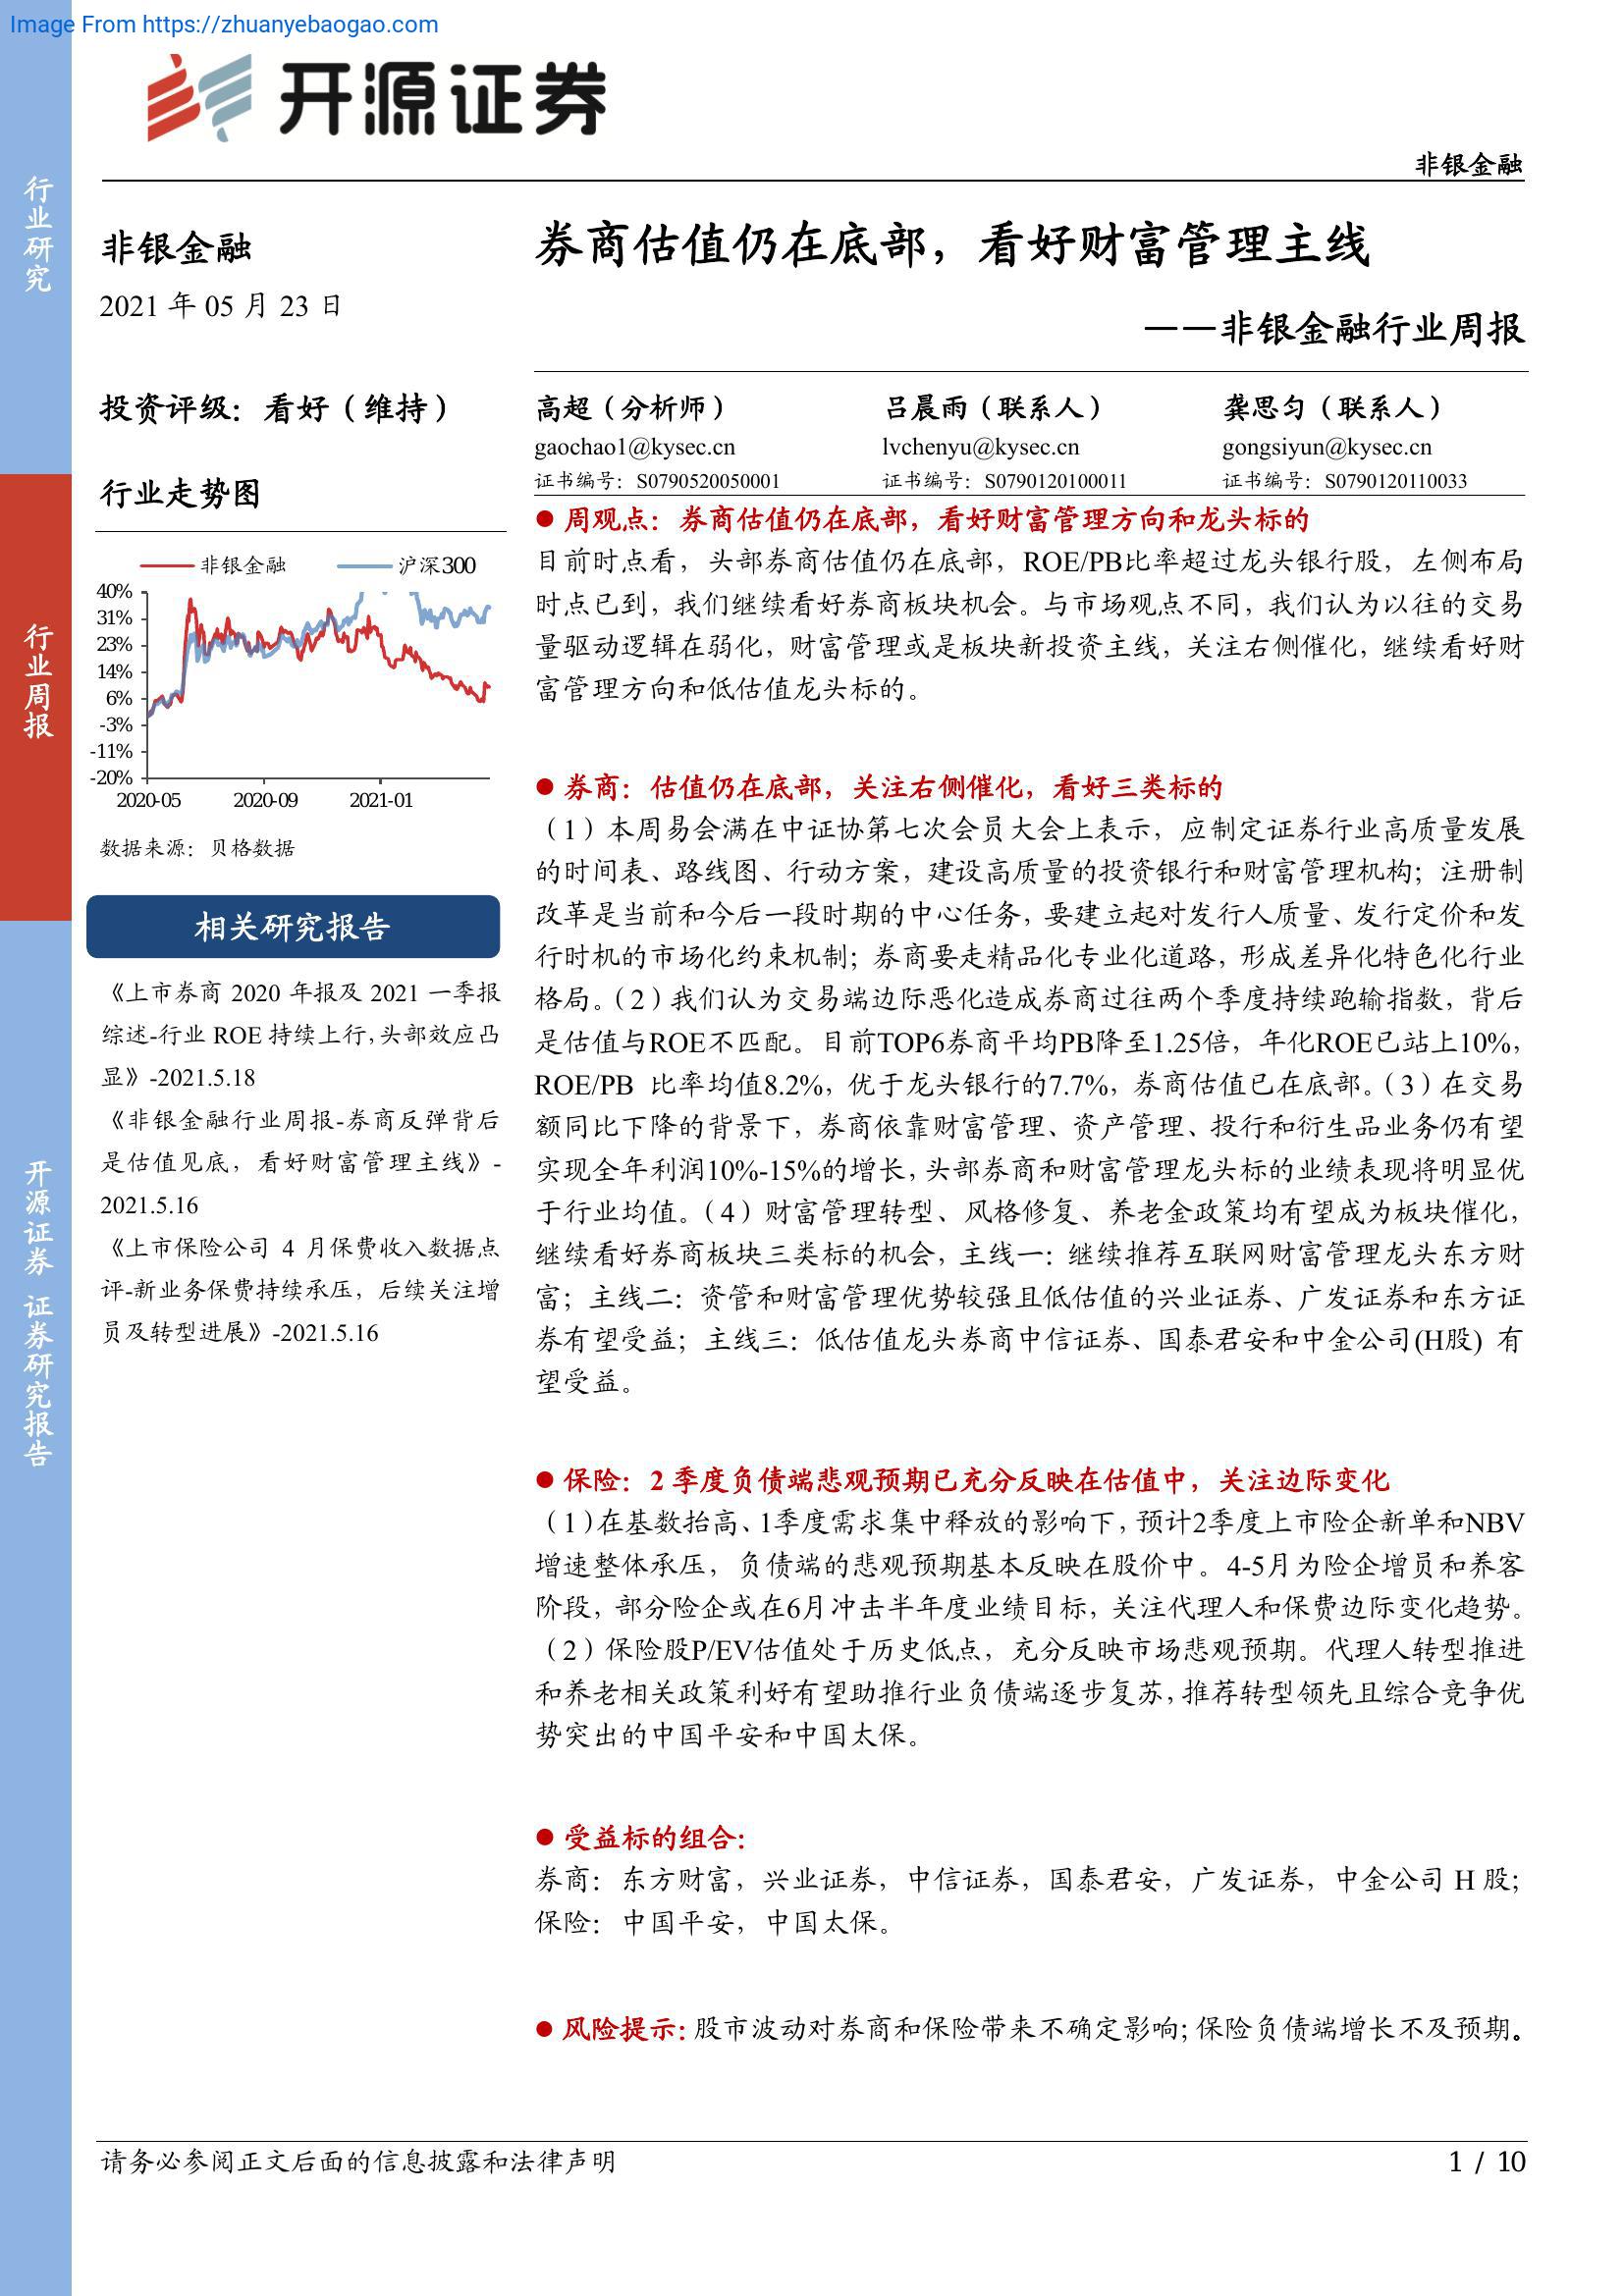 Image From https://zhuanyebaogao.com
开源证券
非银金融
行业研究
行业周报
开源证券 证券研究报告
非银金融
2021 年 05 月 23 日
投资评级：看好（维持）
行业走势图
非银金融 沪深300
40%
31%
23%
14%
6%
-3%
-11%
-20%
2020-05 2020-09 2021-01
数据来源：贝格数据
相关研究报告
《上市券商 2020 年报及 2021 一季报
综述-行业 ROE 持续上行，头部效应凸
显》-2021.5.18
《非银金融行业周报-券商反弹背后
是估值见底，看好财富管理主线》-
2021.5.16
《上市保险公司 4 月保费收入数据点
评-新业务保费持续承压，后续关注增
员及转型进展》-2021.5.16
券商估值仍在底部，看好财富管理主线
——非银金融行业周报
高超（分析师） 吕晨雨（联系人） 龚思匀（联系人）
gaochao1@kysec.cn lvchenyu@kysec.cn gongsiyun@kysec.cn
证书编号：S0790520050001 证书编号：S0790120100011 证书编号：S0790120110033
● 周观点：券商估值仍在底部，看好财富管理方向和龙头标的
目前时点看，头部券商估值仍在底部，ROE/PB比率超过龙头银行股，左侧布局
时点已到，我们继续看好券商板块机会。与市场观点不同，我们认为以往的交易
量驱动逻辑在弱化，财富管理或是板块新投资主线，关注右侧催化，继续看好财
富管理方向和低估值龙头标的。
● 券商：估值仍在底部，关注右侧催化，看好三类标的
（1）本周易会满在中证协第七次会员大会上表示，应制定证券行业高质量发展
的时间表、路线图、行动方案，建设高质量的投资银行和财富管理机构；注册制
改革是当前和今后一段时期的中心任务，要建立起对发行人质量、发行定价和发
行时机的市场化约束机制；券商要走精品化专业化道路，形成差异化特色化行业
格局。（2）我们认为交易端边际恶化造成券商过往两个季度持续跑输指数，背后
是估值与ROE不匹配。目前TOP6券商平均PB降至1.25倍，年化ROE已站上10%，
ROE/PB 比率均值8.2%，优于龙头银行的7.7%，券商估值已在底部。（3）在交易
额同比下降的背景下，券商依靠财富管理、资产管理、投行和衍生品业务仍有望
实现全年利润10%-15%的增长，头部券商和财富管理龙头标的业绩表现将明显优
于行业均值。（4）财富管理转型、风格修复、养老金政策均有望成为板块催化，
继续看好券商板块三类标的机会，主线一：继续推荐互联网财富管理龙头东方财
富；主线二：资管和财富管理优势较强且低估值的兴业证券、广发证券和东方证
券有望受益；主线三：低估值龙头券商中信证券、国泰君安和中金公司(H股) 有
望受益。
● 保险：2 季度负债端悲观预期已充分反映在估值中，关注边际变化
（1）在基数抬高、1季度需求集中释放的影响下，预计2季度上市险企新单和NBV
增速整体承压，负债端的悲观预期基本反映在股价中。4-5月为险企增员和养客
阶段，部分险企或在6月冲击半年度业绩目标，关注代理人和保费边际变化趋势。
（2）保险股P/EV估值处于历史低点，充分反映市场悲观预期。代理人转型推进
和养老相关政策利好有望助推行业负债端逐步复苏，推荐转型领先且综合竞争优
势突出的中国平安和中国太保。
● 受益标的组合：
券商：东方财富，兴业证券，中信证券，国泰君安，广发证券，中金公司 H 股；
保险：中国平安，中国太保。
● 风险提示：股市波动对券商和保险带来不确定影响；保险负债端增长不及预期。
请务必参阅正文后面的信息披露和法律声明 1 / 10